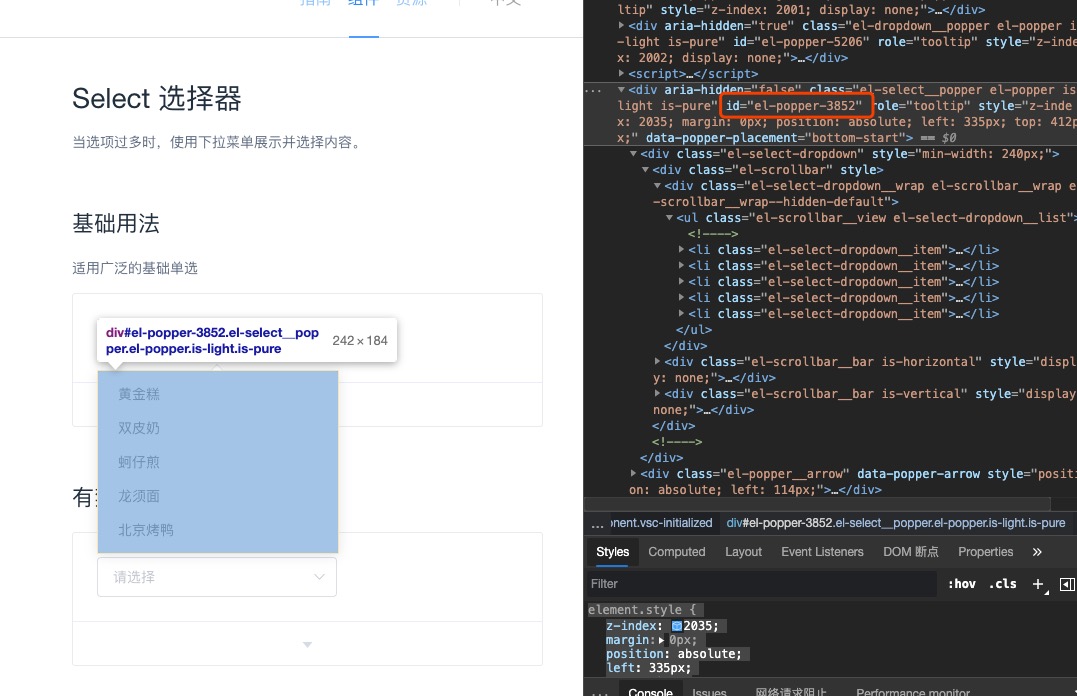 指南 组件 资源 中文
Select 选择器
当选项过多时，使用下拉菜单展示并选择内容。
基础用法
适用广泛的基础单选
div#el-popper-3852.el-select__pop
per.el-popper.is-light.is-pure 242 × 184
黄金糕
双皮奶
蚵仔煎
龙须面
北京烤鸭
有
请选择
ltip" style="z-index: 2001; display: none;">…</div>
<div aria-hidden="true" class="el-dropdown__popper el-popper i
-light is-pure" id="el-popper-5206" role="tooltip" style="z-inde
x: 2002; display: none;">…</div>
<script>…</script>
<div aria-hidden="false" class="el-select__popper el-popper is
light is-pure" id="el-popper-3852" role="tooltip" style="z-inde
x: 2035; margin: 0px; position: absolute; left: 335px; top: 412p
x;" data-popper-placement="bottom-start"> == $0
<div class="el-select-dropdown" style="min-width: 240px;">
<div class="el-scrollbar" style>
<div class="el-select-dropdown__wrap el-scrollbar__wrap e
-scrollbar__wrap--hidden-default">
<ul class="el-scrollbar__view el-select-dropdown__list">
<!---->
<li class="el-select-dropdown__item">…</li>
<li class="el-select-dropdown__item">…</li>
<li class="el-select-dropdown__item">…</li>
<li class="el-select-dropdown__item">…</li>
<li class="el-select-dropdown__item">…</li>
</ul>
</div>
<div class="el-scrollbar__bar is-horizontal" style="displ
y: none;">…</div>
<div class="el-scrollbar__bar is-vertical" style="display
none;">…</div>
</div>
<!---->
</div>
<div class="el-popper__arrow" data-popper-arrow style="positi
on: absolute; left: 114px;">…</div>
… onent.vsc-initialized div#el-popper-3852.el-select__popper.el-popper.is-light.is-pure
Styles Computed Layout Event Listeners DOM 断点 Properties »
Filter :hov .cls +
element.style {
z-index: 2035;
margin: 0px;
position: absolute;
left: 335px;
Console Issues 网络请求阻止 Performance monitor